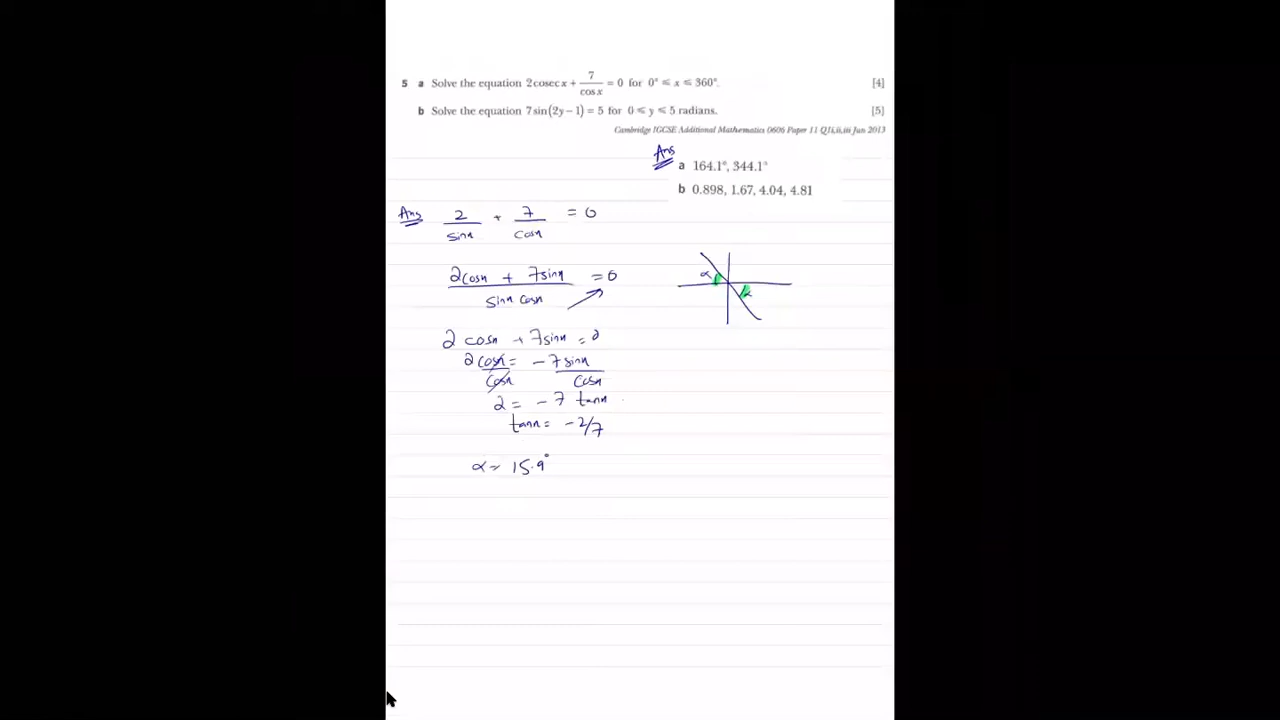 5 a Solve the equation 2cosec x + 7/cos x = 0 for 0° ⩽ x ⩽ 360°. [4]
b Solve the equation 7 sin(2y − 1) = 5 for 0 ⩽ y ⩽ 5 radians. [5]
Cambridge IGCSE Additional Mathematics 0606 Paper 11 Q1i,ii,iii Jun 2013
Ans
a 164.1°, 344.1°
b 0.898, 1.67, 4.04, 4.81
Ans 2/sinx + 7/cosx = 0
(2cosx + 7sinx)/(sinx cosx) = 0
α
α
2 cosx + 7sinx = 0
2cosx/cosx = −7sinx/cosx
2 = −7 tanx
tanx = −2/7
α = 15.9°